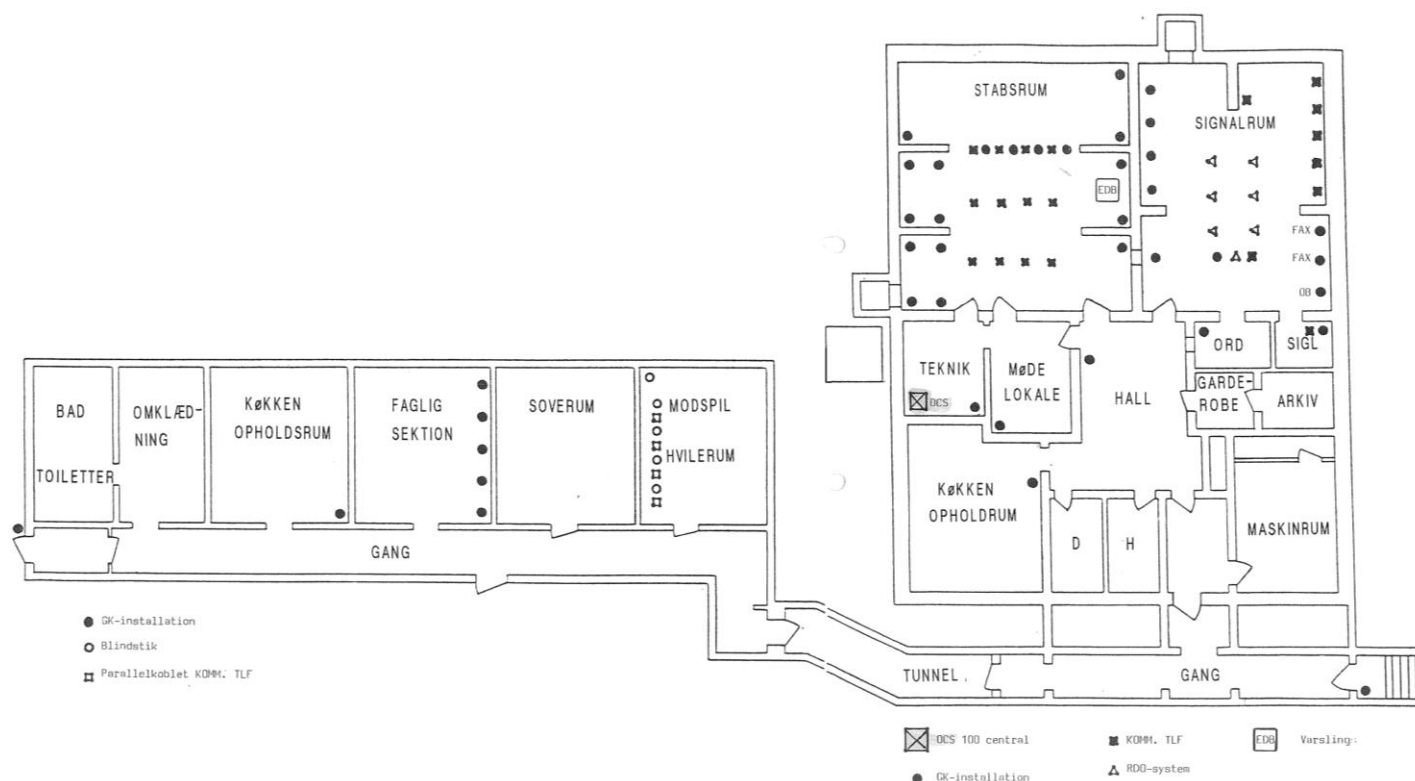 STABSRUM
SIGNALRUM
EDB
FAX
FAX
OB
TEKNIK
OCS
MøDE
LOKALE
HALL
ORD
SIGL
GARDE-
ROBE
ARKIV
KøKKEN
OPHOLDRUM
D
H
MASKINRUM
BAD
TOILETTER
OMKLÆD-
NING
KøKKEN
OPHOLDSRUM
FAGLIG
SEKTION
SOVERUM
MODSPIL
HVILERUM
GANG
TUNNEL
GANG
GK-installation
Blindstik
Parallelkoblet KOMM. TLF
OCS 100 central
KOMM. TLF
EDB Varsling
GK-installation
RDO-system